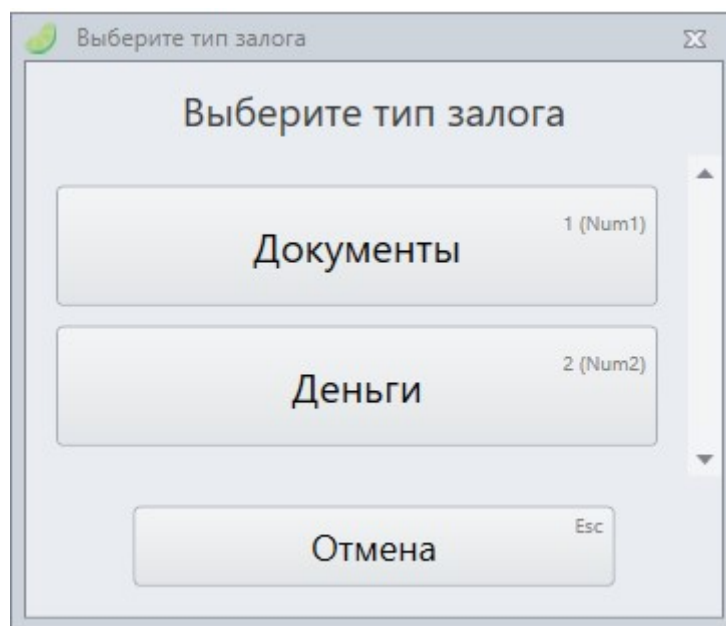 Выберите тип залога
Выберите тип залога
1 (Num1)
Документы
2 (Num2)
Деньги
Esc
Отмена